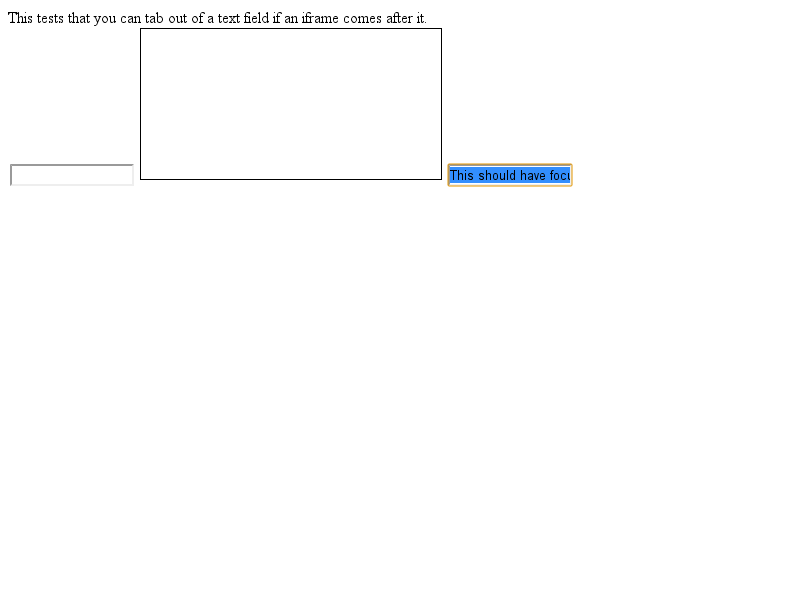 This tests that you can tab out of a text field if an iframe comes after it.
This should have foc